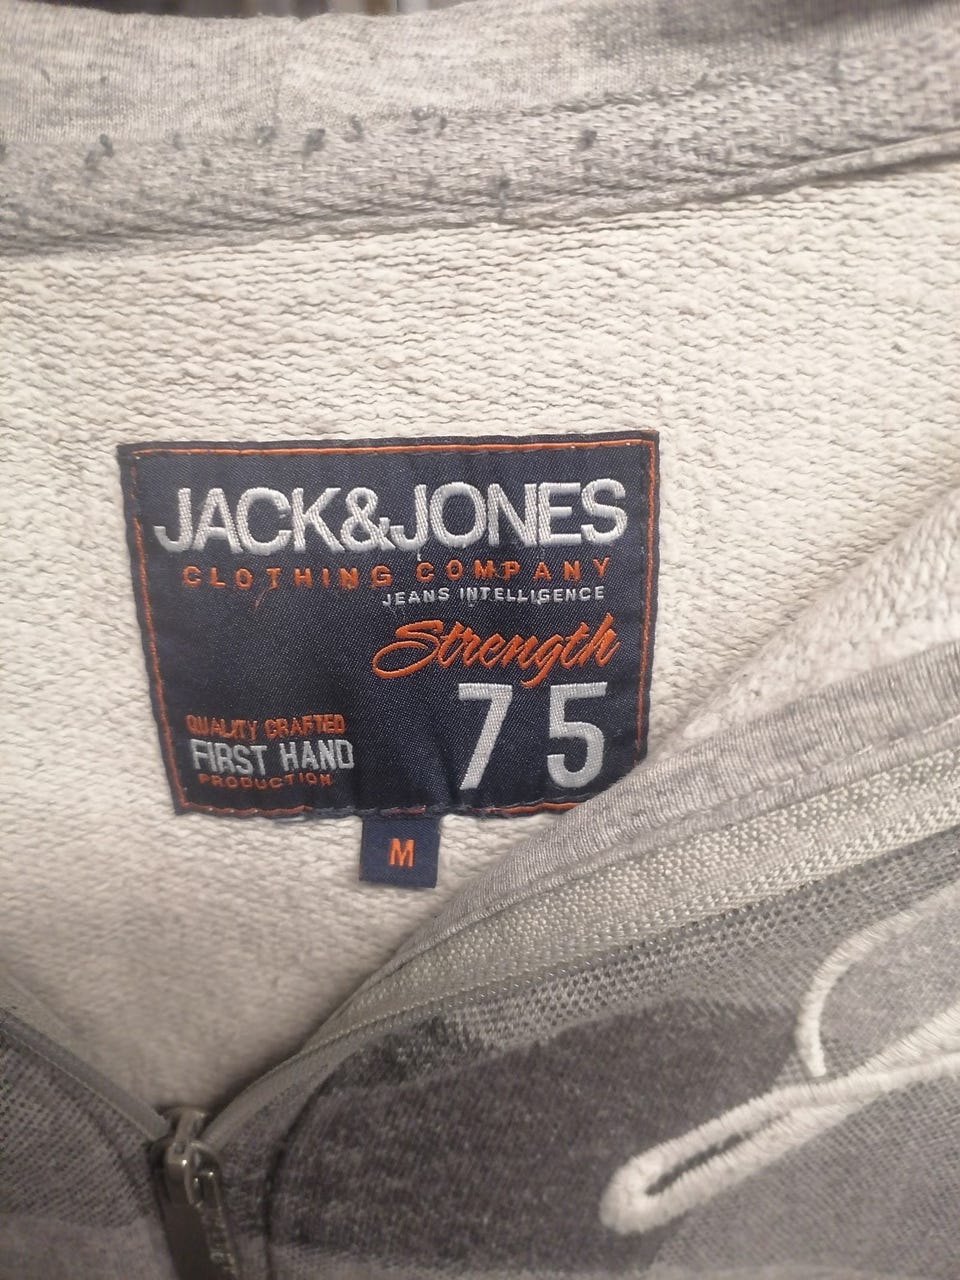 JACK&JONES
CLOTHING COMPANY
JEANS INTELLIGENCE
Strength
75
QUALITY CRAFTED
FIRST HAND
PRODUCTION
M